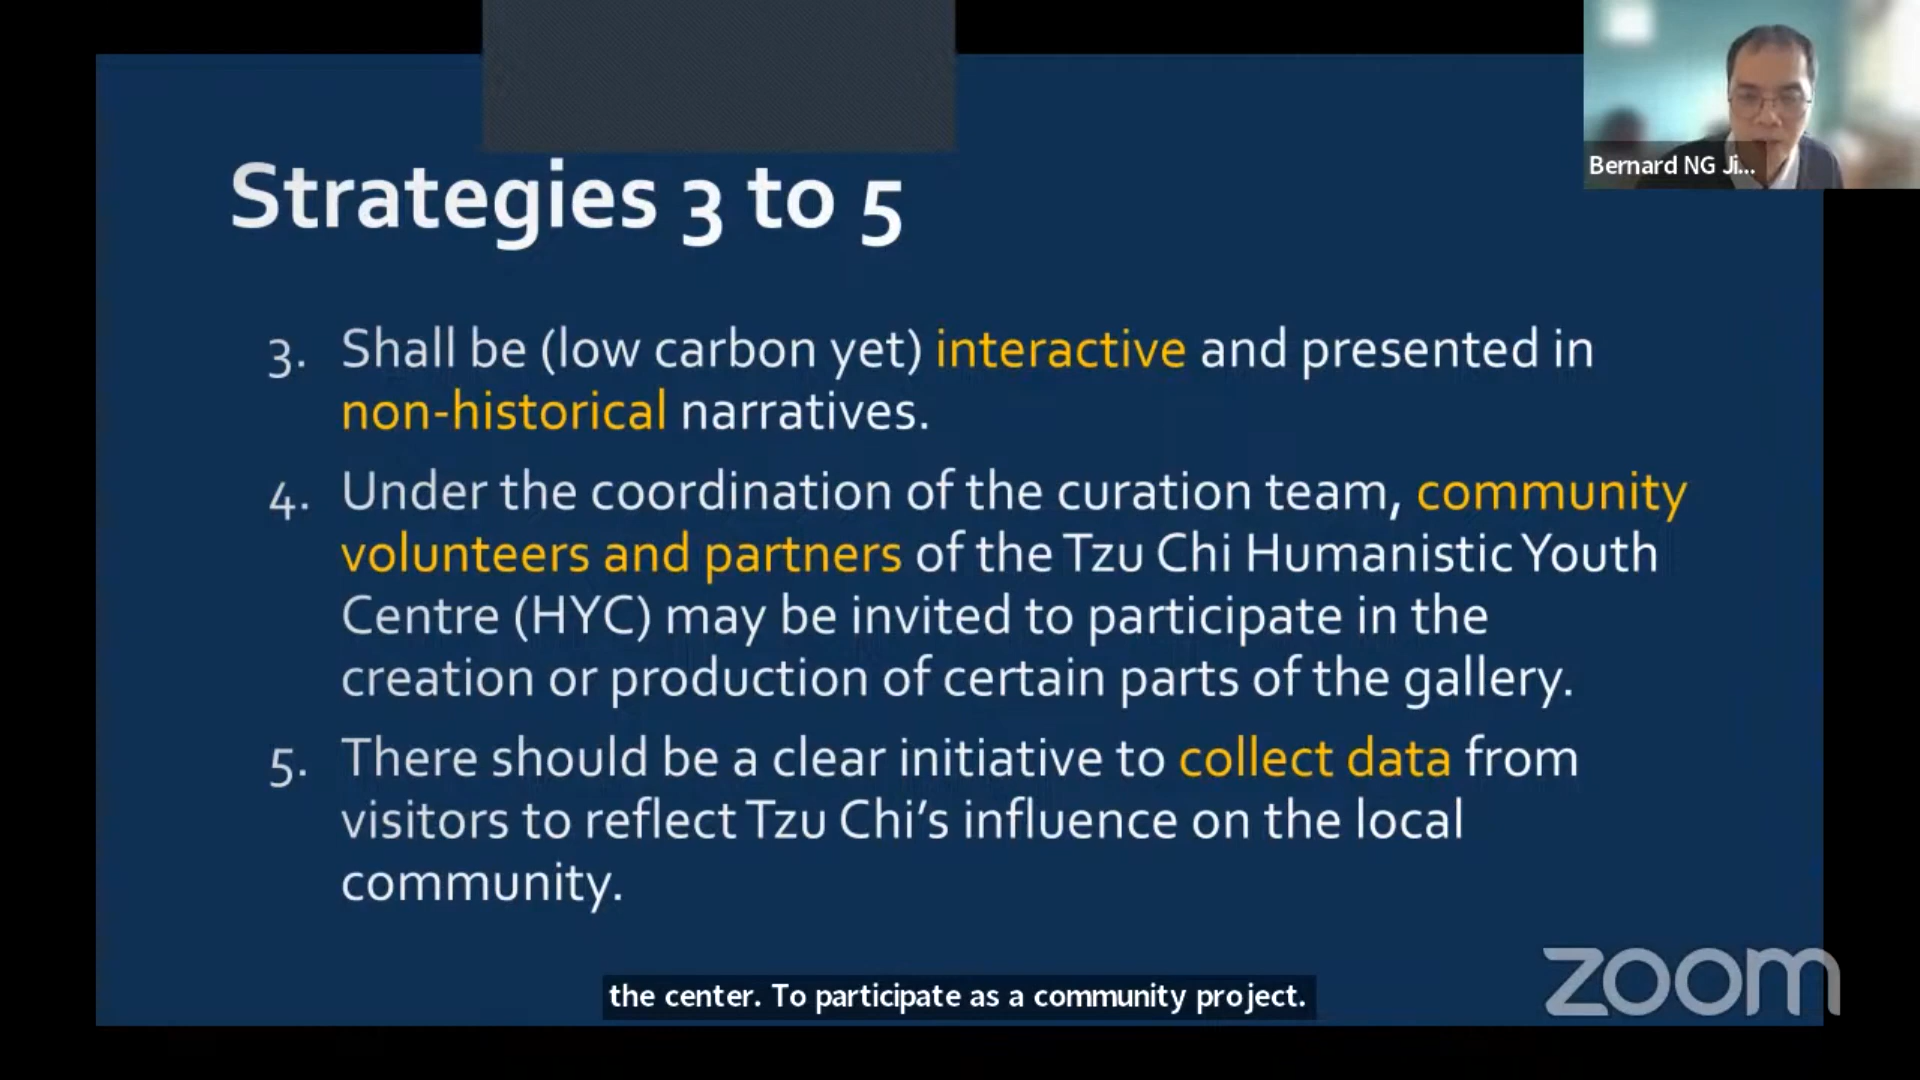 Bernard NG Ji...
Strategies 3 to 5
3. Shall be (low carbon yet) interactive and presented in
non-historical narratives.
4. Under the coordination of the curation team, community
volunteers and partners of the Tzu Chi Humanistic Youth
Centre (HYC) may be invited to participate in the
creation or production of certain parts of the gallery.
5. There should be a clear initiative to collect data from
visitors to reflect Tzu Chi’s influence on the local
community.
the center. To participate as a community project.
zoom